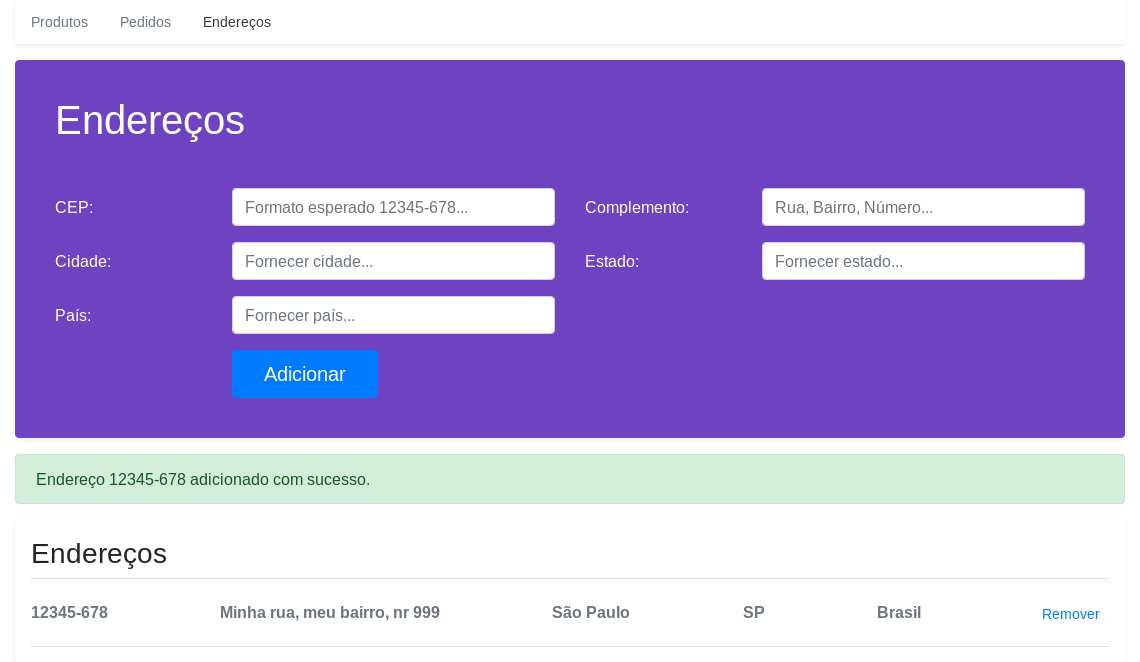 Produtos Pedidos Endereços
Endereços
CEP: Formato esperado 12345-678... Complemento: Rua, Bairro, Número...
Cidade: Fornecer cidade... Estado: Fornecer estado...
País: Fornecer país...
Adicionar
Endereço 12345-678 adicionado com sucesso.
Endereços
12345-678 Minha rua, meu bairro, nr 999 São Paulo SP Brasil Remover